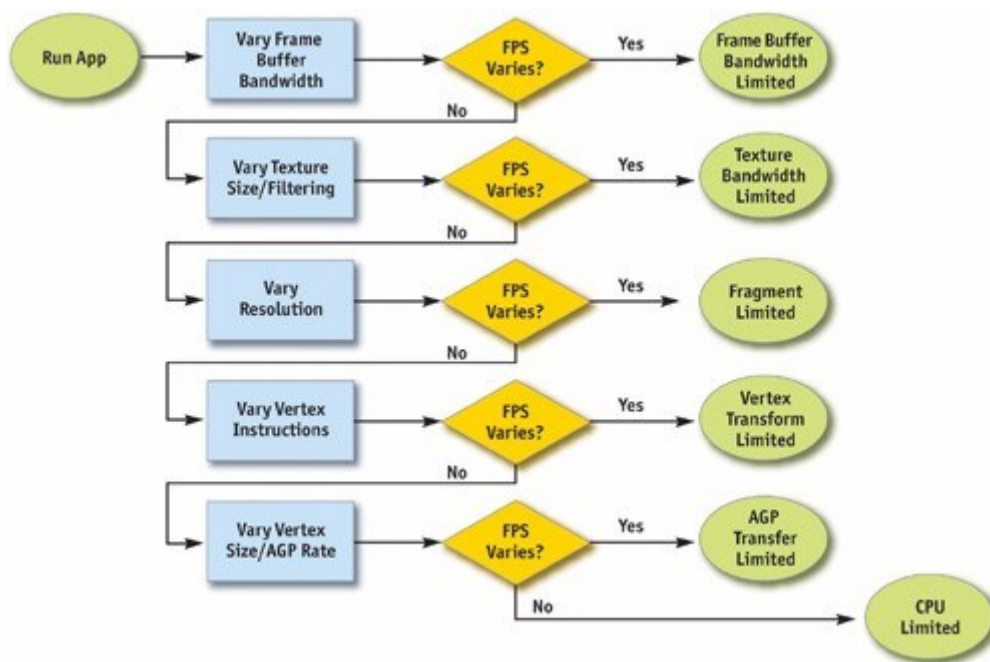 Run App
Vary Frame
Buffer
Bandwidth
FPS
Varies?
Yes
Frame Buffer
Bandwidth
Limited
No
Vary Texture
Size/Filtering
FPS
Varies?
Yes
Texture
Bandwidth
Limited
No
Vary
Resolution
FPS
Varies?
Yes
Fragment
Limited
No
Vary Vertex
Instructions
FPS
Varies?
Yes
Vertex
Transform
Limited
No
Vary Vertex
Size/AGP Rate
FPS
Varies?
Yes
AGP
Transfer
Limited
No
CPU
Limited